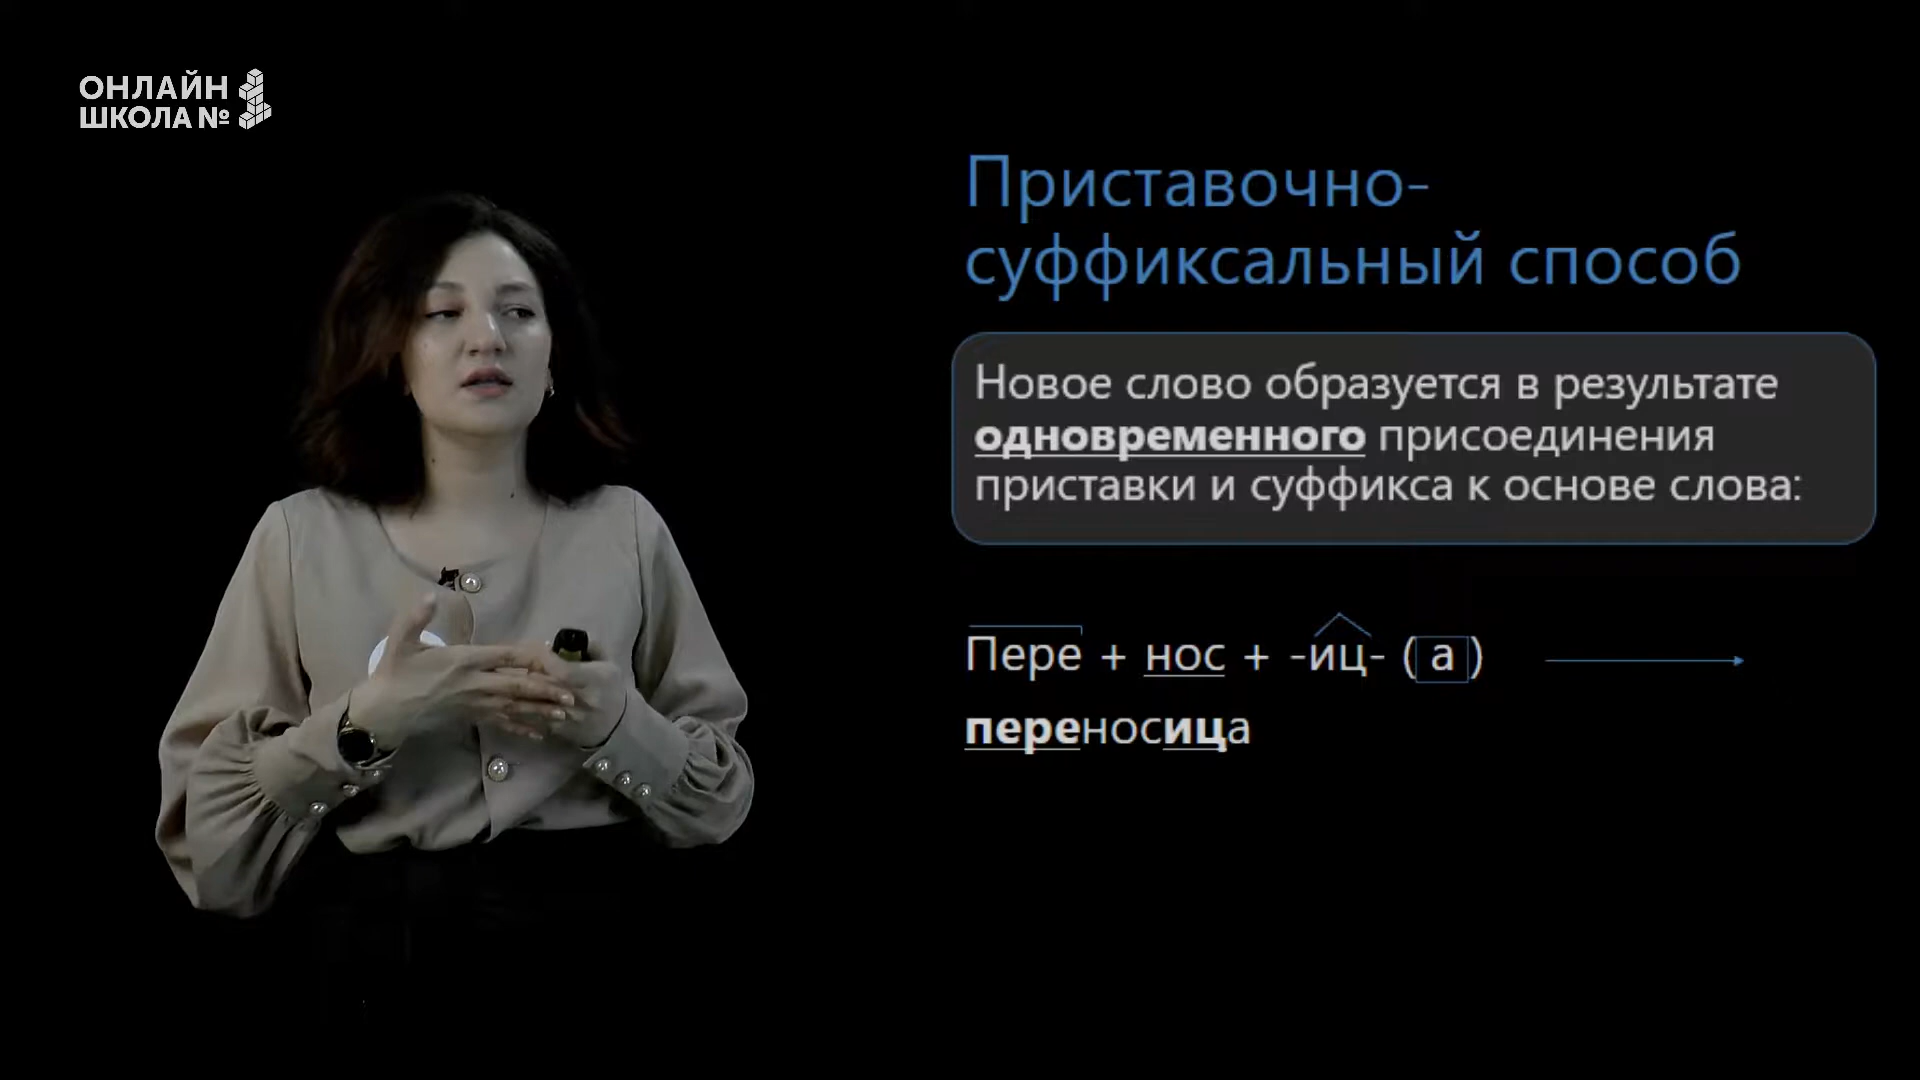 ОНЛАЙН
ШКОЛА №
Приставочно-
суффиксальный способ
Новое слово образуется в результате
одновременного присоединения
приставки и суффикса к основе слова:
Пере + нос + -иц- ( а )
переносица